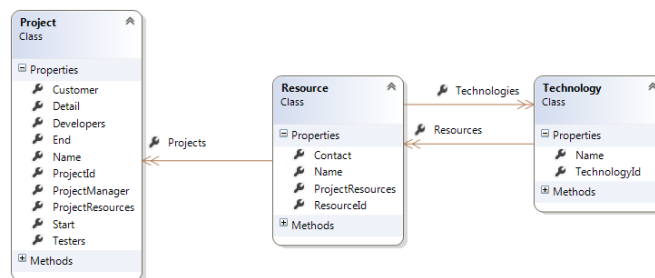 Project
Class
Properties
Customer
Detail
Developers
End
Name
ProjectId
ProjectManager
ProjectResources
Start
Testers
Methods
Projects
Resource
Class
Properties
Contact
Name
ProjectResources
ResourceId
Methods
Technologies
Resources
Technology
Class
Properties
Name
TechnologyId
Methods